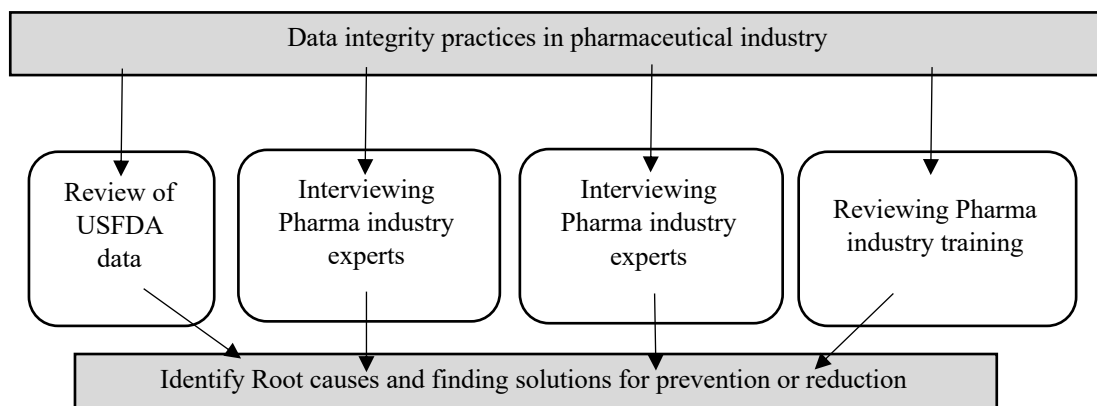 Data integrity practices in pharmaceutical industry
Review of
USFDA
data
Interviewing
Pharma industry
experts
Interviewing
Pharma industry
experts
Reviewing Pharma
industry training
Identify Root causes and finding solutions for prevention or reduction